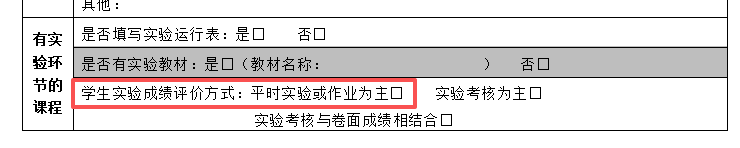 其他：
有实验环节的课程
是否填写实验运行表：是□ 否□
是否有实验教材：是□（教材名称： ） 否□
学生实验成绩评价方式：平时实验或作业为主□ 实验考核为主□
实验考核与卷面成绩相结合□